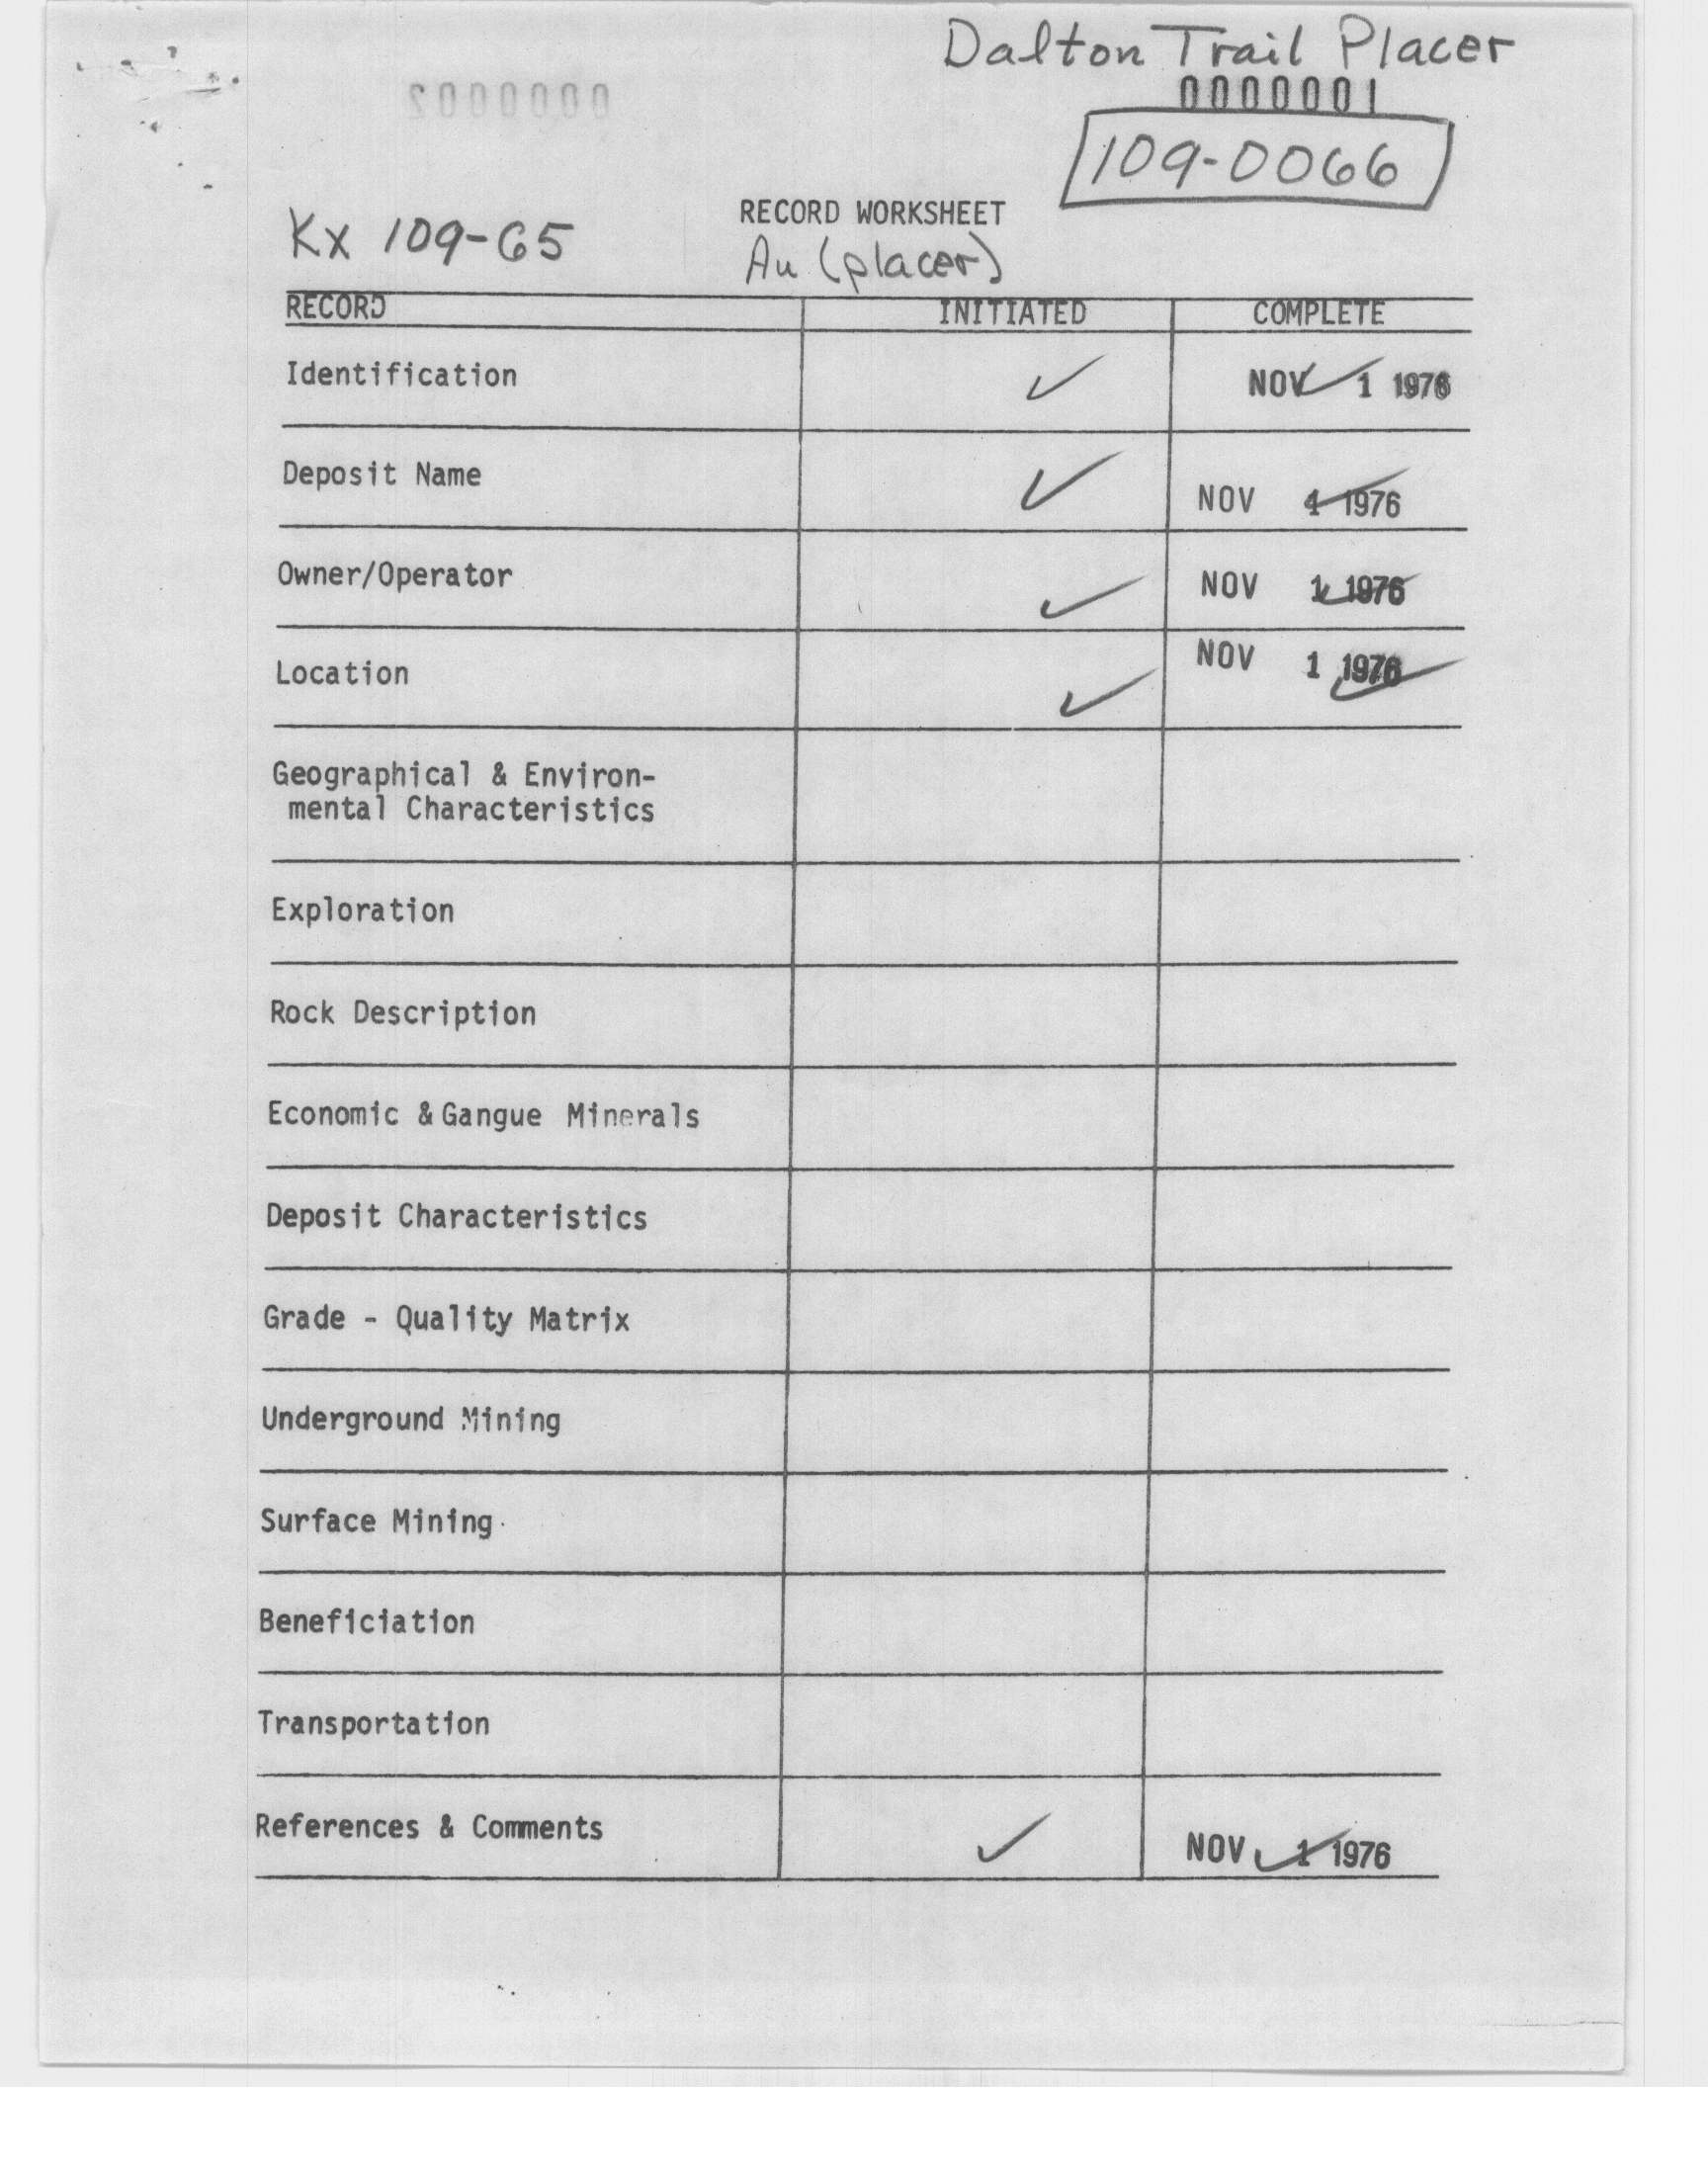 Dalton Trail Placer
0000002
0000001
109-0066
Kx 109-65
RECORD WORKSHEET
Au (placer)
RECORD INITIATED COMPLETE
Identification ✓ NOV 1 1976
Deposit Name ✓ NOV 4 1976
Owner/Operator ✓ NOV 1 1976
Location ✓ NOV 1 1976
Geographical & Environ-
mental Characteristics
Exploration
Rock Description
Economic & Gangue Minerals
Deposit Characteristics
Grade - Quality Matrix
Underground Mining
Surface Mining
Beneficiation
Transportation
References & Comments ✓ NOV 1 1976